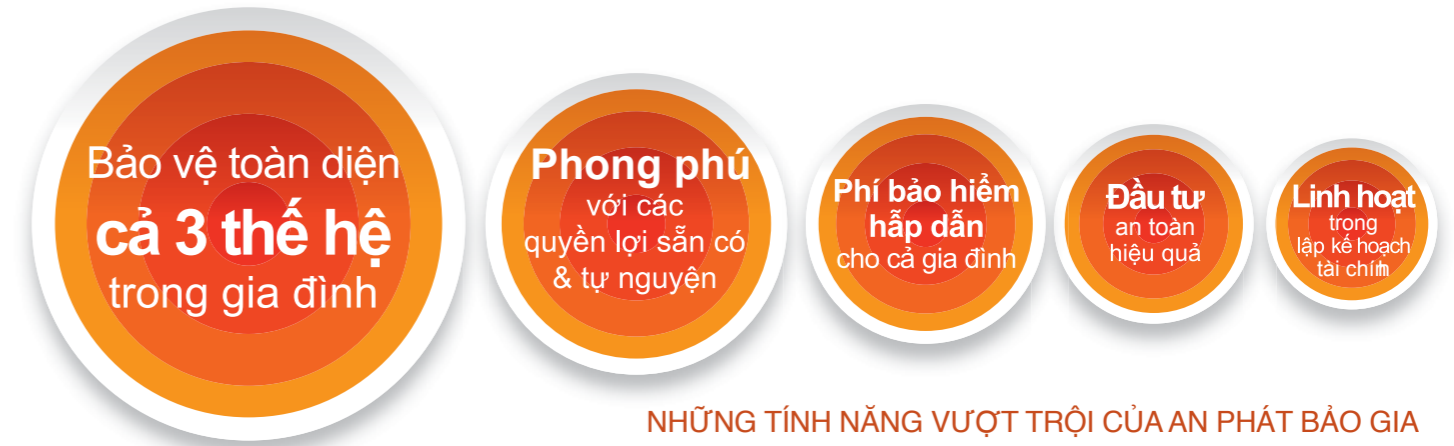 Bảo vệ toàn diện
cả 3 thế hệ
trong gia đình
Phong phú
với các
quyền lợi sẵn có
& tự nguyện
Phí bảo hiểm
hấp dẫn
cho cả gia đình
Đầu tư
an toàn
hiệu quả
Linh hoạt
trong
lập kế hoạch
tài chính
NHỮNG TÍNH NĂNG VƯỢT TRỘI CỦA AN PHÁT BẢO GIA